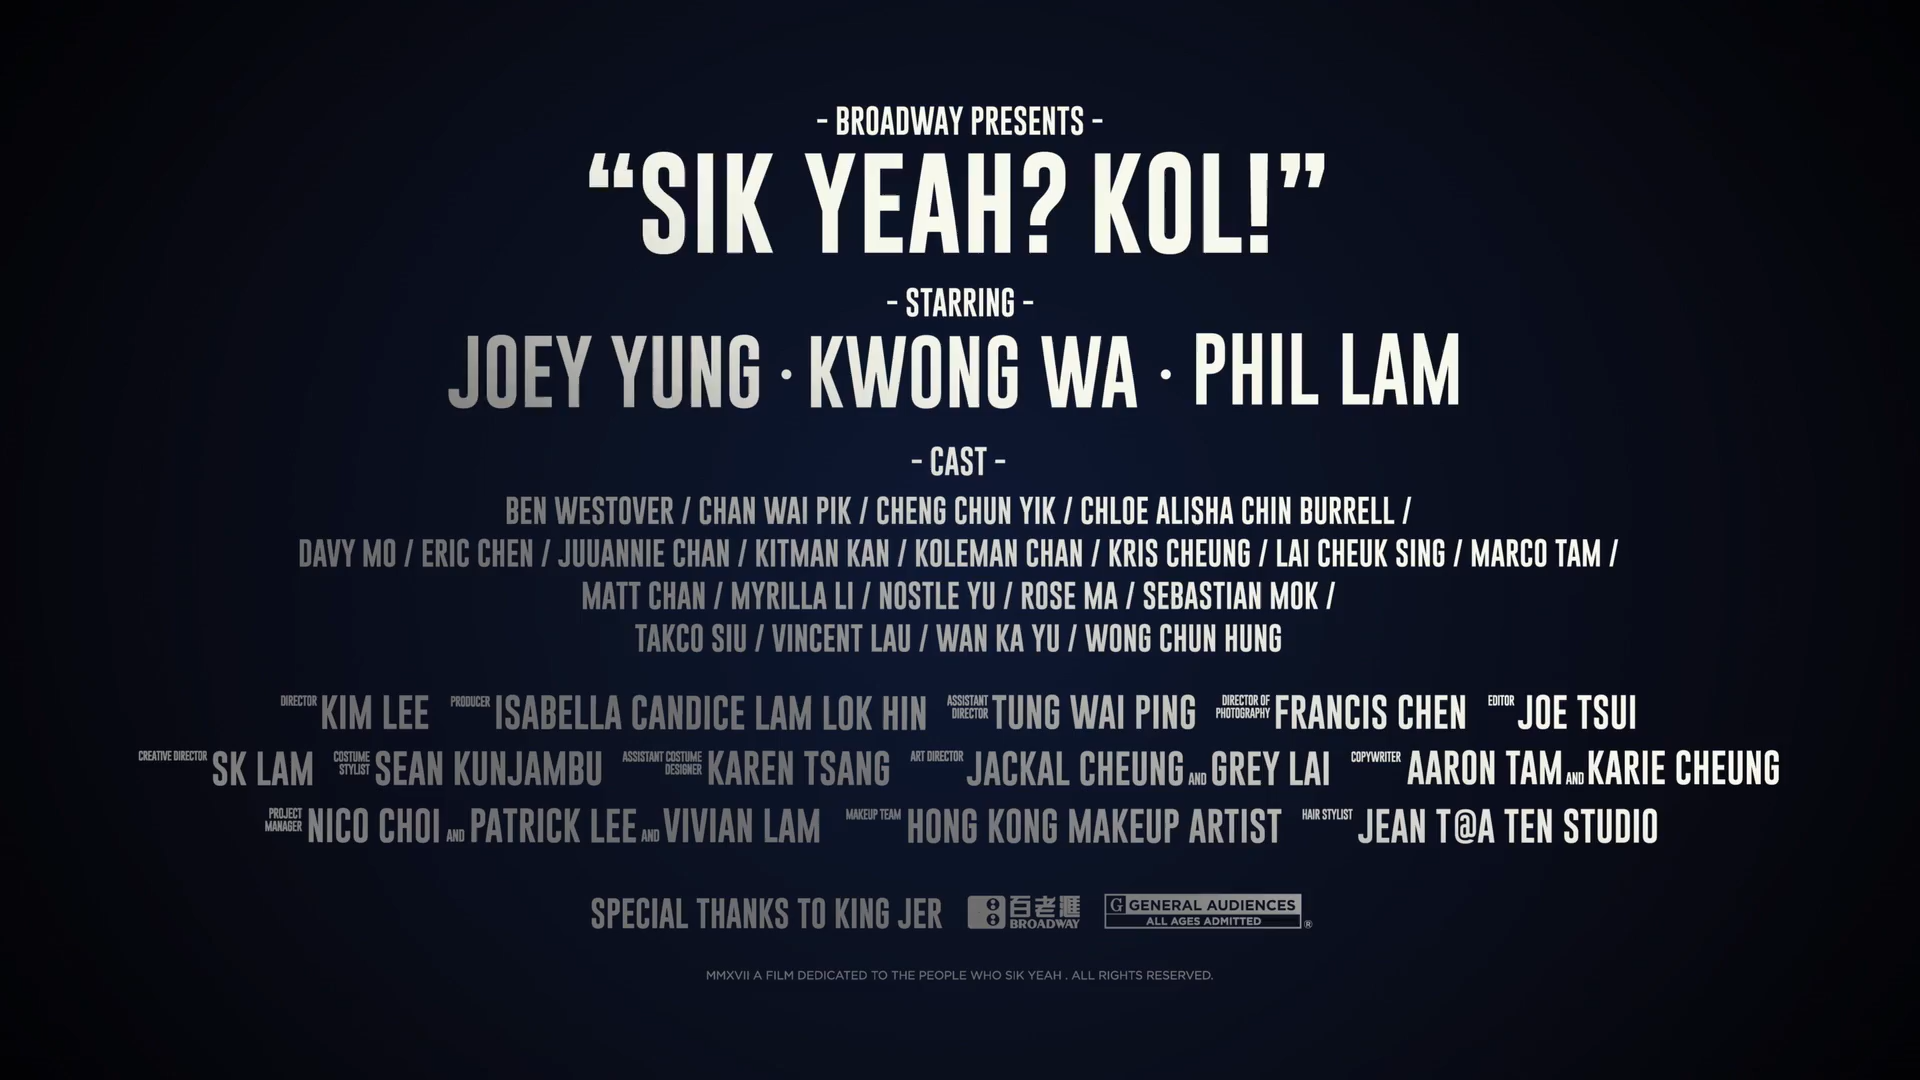 - BROADWAY PRESENTS -
“SIK YEAH? KOL!”
- STARRING -
JOEY YUNG · KWONG WA · PHIL LAM
- CAST -
BEN WESTOVER / CHAN WAI PIK / CHENG CHUN YIK / CHLOE ALISHA CHIN BURRELL /
DAVY MO / ERIC CHEN / JUUANNIE CHAN / KITMAN KAN / KOLEMAN CHAN / KRIS CHEUNG / LAI CHEUK SING / MARCO TAM /
MATT CHAN / MYRILLA LI / NOSTLE YU / ROSE MA / SEBASTIAN MOK /
TAKCO SIU / VINCENT LAU / WAN KA YU / WONG CHUN HUNG
DIRECTOR KIM LEE PRODUCER ISABELLA CANDICE LAM LOK HIN ASSISTANT DIRECTOR TUNG WAI PING DIRECTOR OF PHOTOGRAPHY FRANCIS CHEN EDITOR JOE TSUI
CREATIVE DIRECTOR SK LAM COSTUME STYLIST SEAN KUNJAMBU ASSISTANT COSTUME DESIGNER KAREN TSANG ART DIRECTOR JACKAL CHEUNG AND GREY LAI COPYWRITER AARON TAM AND KARIE CHEUNG
PROJECT MANAGER NICO CHOI AND PATRICK LEE AND VIVIAN LAM MAKEUP TEAM HONG KONG MAKEUP ARTIST HAIR STYLIST JEAN T@A TEN STUDIO
SPECIAL THANKS TO KING JER 百老滙 BROADWAY G GENERAL AUDIENCES ALL AGES ADMITTED ®
MMXVII A FILM DEDICATED TO THE PEOPLE WHO SIK YEAH . ALL RIGHTS RESERVED.